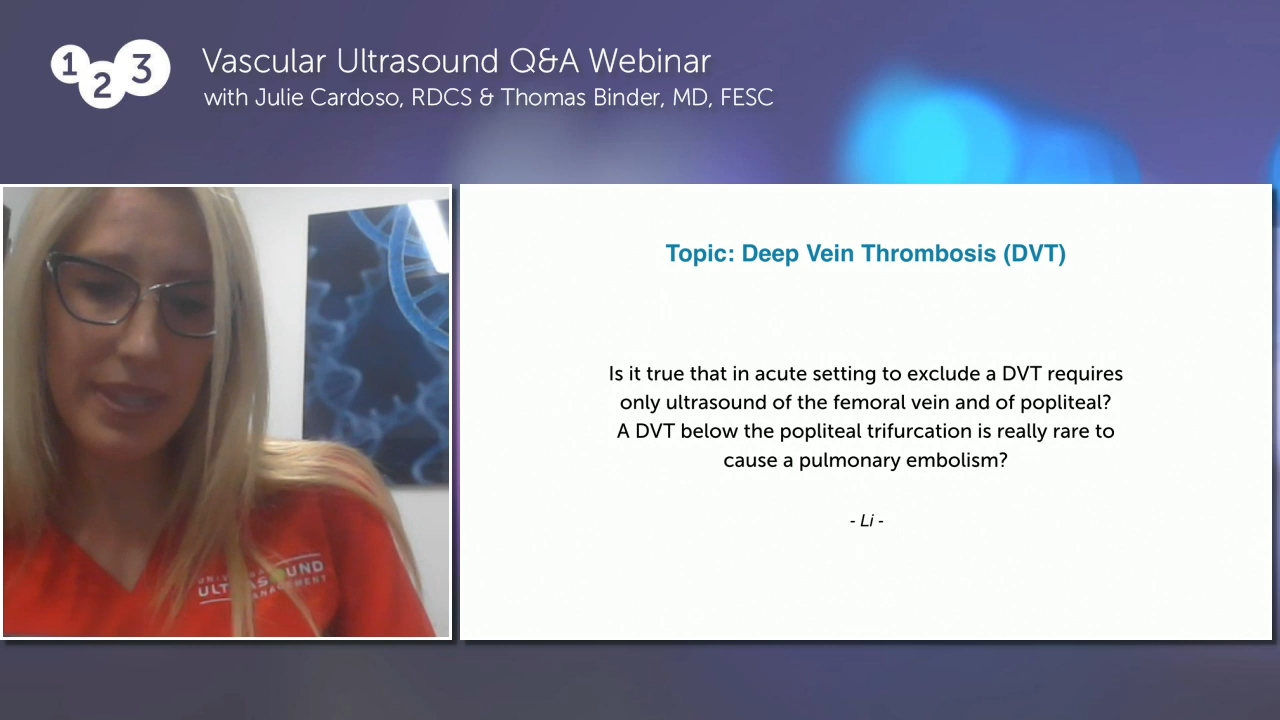 1 2 3
Vascular Ultrasound Q&A Webinar
with Julie Cardoso, RDCS & Thomas Binder, MD, FESC
Topic: Deep Vein Thrombosis (DVT)
Is it true that in acute setting to exclude a DVT requires
only ultrasound of the femoral vein and of popliteal?
A DVT below the popliteal trifurcation is really rare to
cause a pulmonary embolism?
- Li -